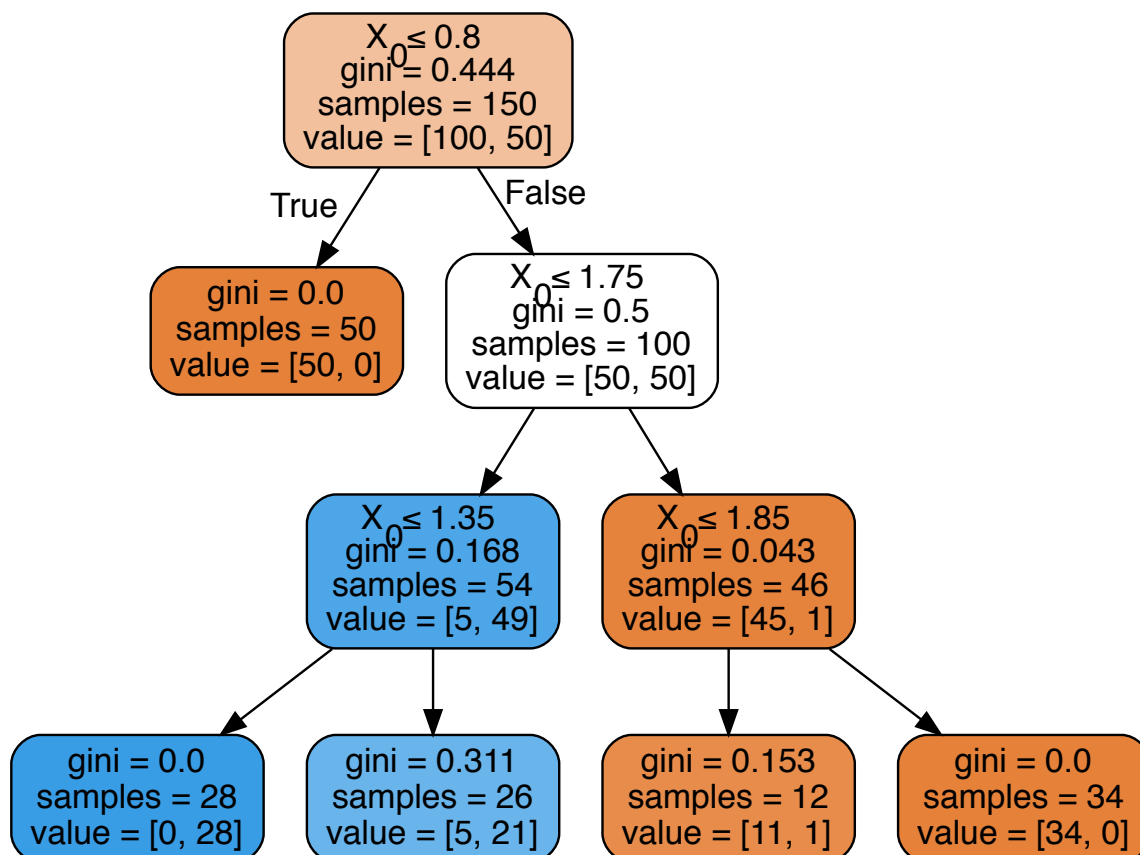 X0 ≤ 0.8
gini = 0.444
samples = 150
value = [100, 50]
True
False
gini = 0.0
samples = 50
value = [50, 0]
X0 ≤ 1.75
gini = 0.5
samples = 100
value = [50, 50]
X0 ≤ 1.35
gini = 0.168
samples = 54
value = [5, 49]
X0 ≤ 1.85
gini = 0.043
samples = 46
value = [45, 1]
gini = 0.0
samples = 28
value = [0, 28]
gini = 0.311
samples = 26
value = [5, 21]
gini = 0.153
samples = 12
value = [11, 1]
gini = 0.0
samples = 34
value = [34, 0]